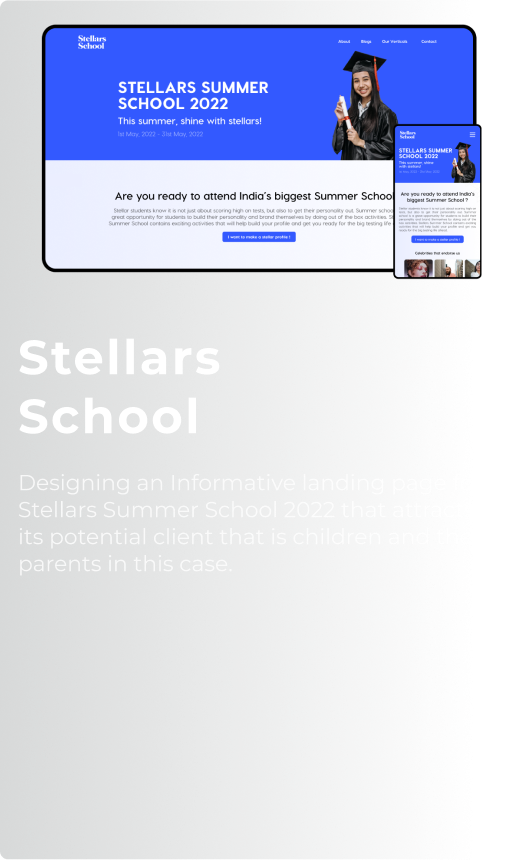 Stellars
School
About
Blogs
Our Verticals
Contact
STELLARS SUMMER
SCHOOL 2022
This summer, shine with stellars!
1st May, 2022 - 31st May, 2022
Are you ready to attend India's biggest Summer Schoo
Stellar students know it is not just about scoring high on tests, but also to get their personality out. Summer schoo
great opportunity for students to build their personality and brand themselves by doing out of the box activities. St
Summer School contains exciting activities that will help build your profile and get you ready for the big testing life
I want to make a stellar profile !
Stellars
School
STELLARS SUMMER
SCHOOL 2022
This summer, shine
with stellars!
Are you ready to attend India's
biggest Summer School ?
I want to make a stellar profile !
Celebrities that endorse us
Stellars
School
Designing an Informative landing page
Stellars Summer School 2022 that
its potential client that is children and
parents in this case.